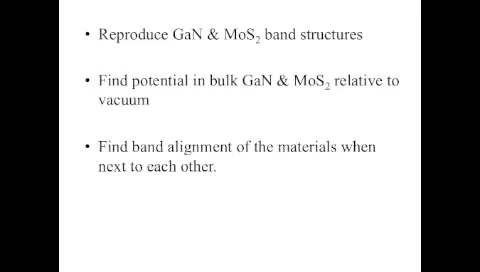 • Reproduce GaN & MoS₂ band structures
• Find potential in bulk GaN & MoS₂ relative to
vacuum
• Find band alignment of the materials when
next to each other.